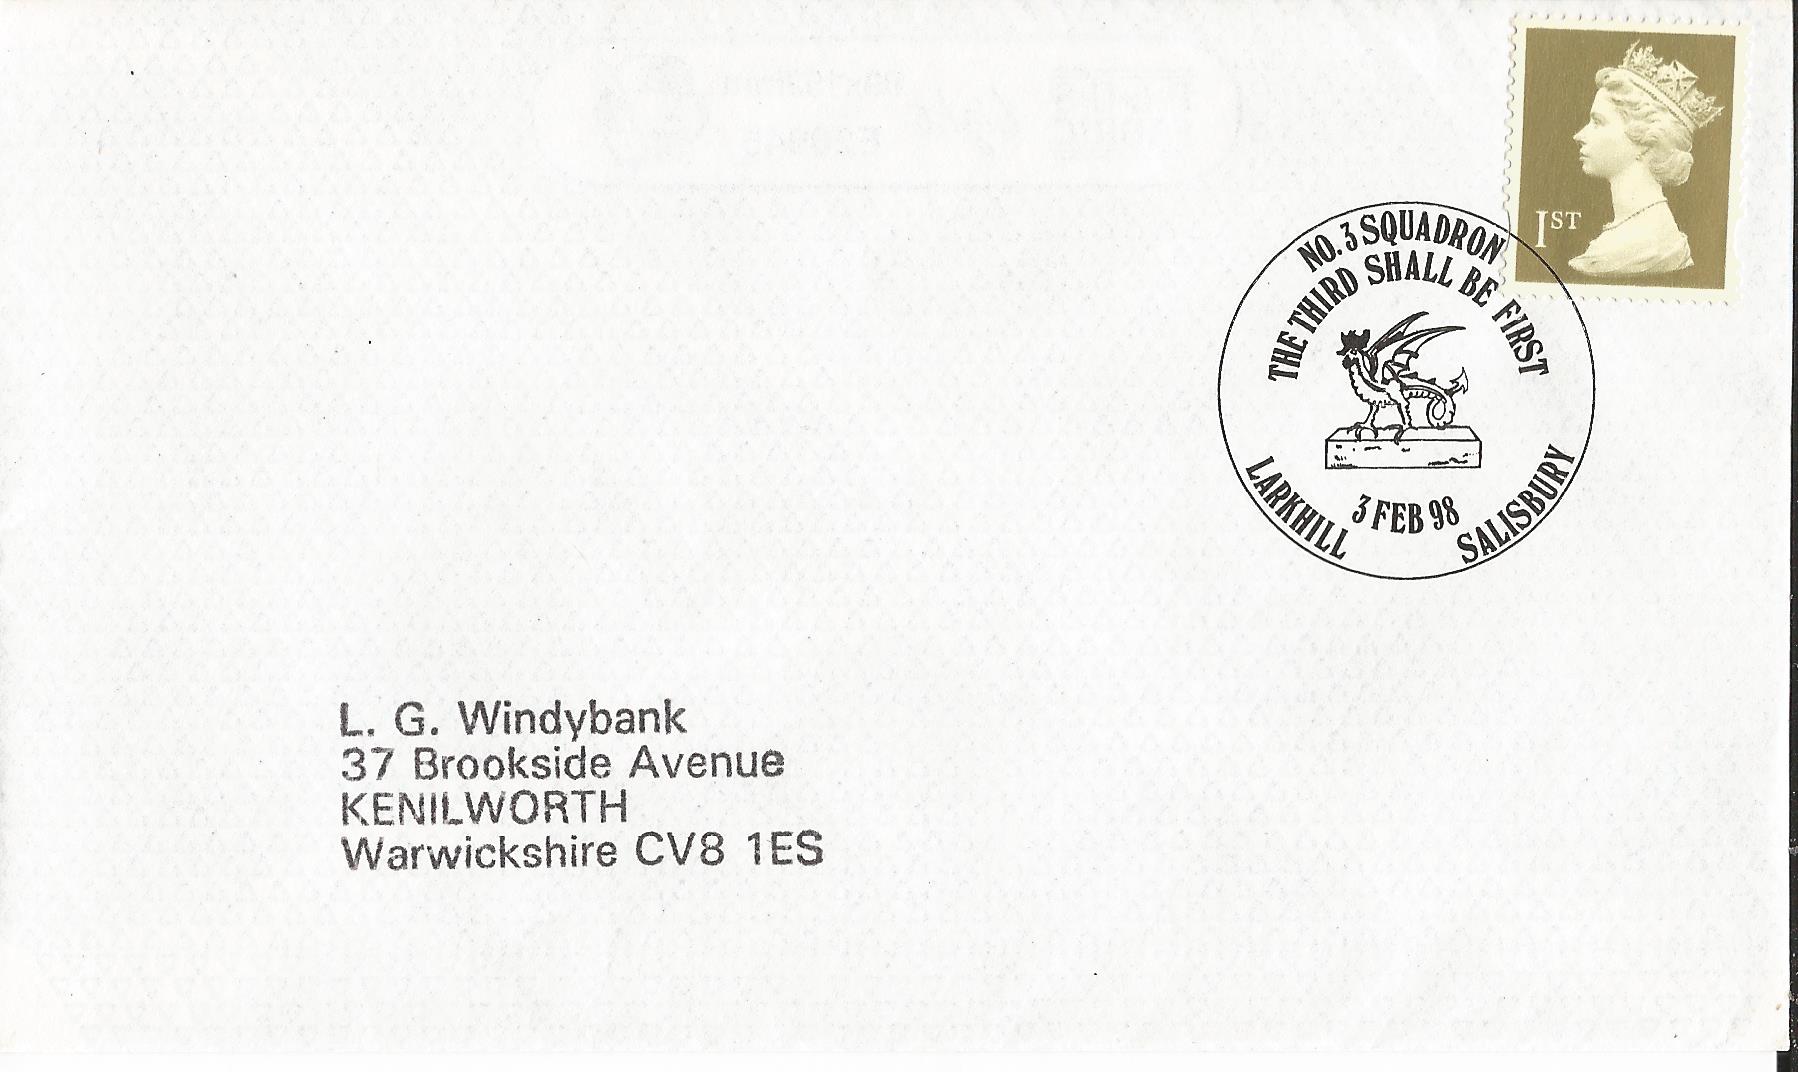 1ST
NO. 3 SQUADRON
THE THIRD SHALL BE FIRST
LARKHILL
3 FEB 98
SALISBURY
L. G. Windybank
37 Brookside Avenue
KENILWORTH
Warwickshire CV8 1ES